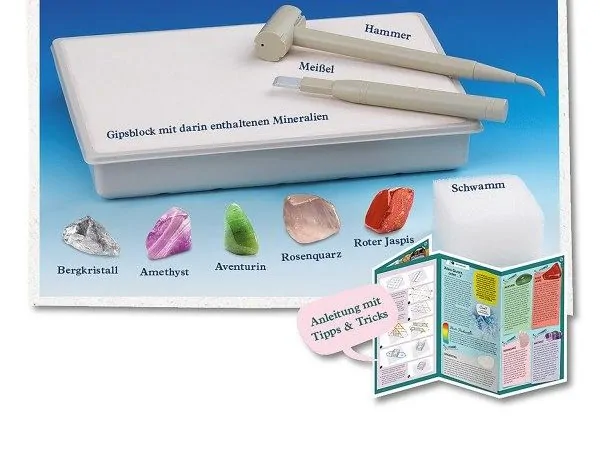 Hammer
Meißel
Gipsblock mit darin enthaltenen Mineralien
Schwamm
Bergkristall
Amethyst
Aventurin
Rosenquarz
Roter Jaspis
Anleitung mit
Tipps & Tricks